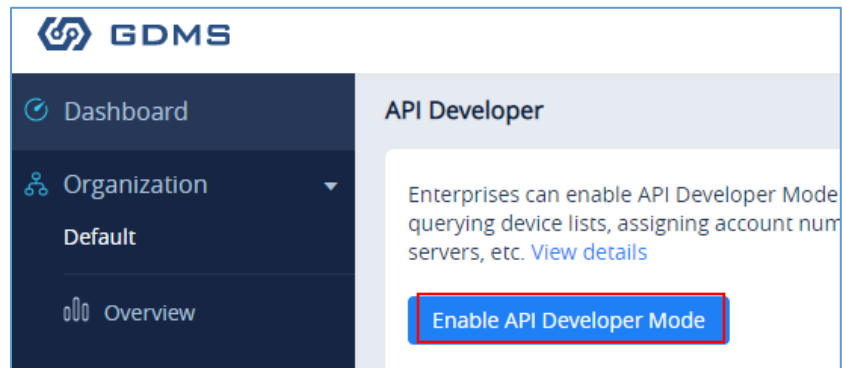 GDMS
Dashboard
Organization
Default
Overview
API Developer
Enterprises can enable API Developer Mode
querying device lists, assigning account num
servers, etc. View details
Enable API Developer Mode